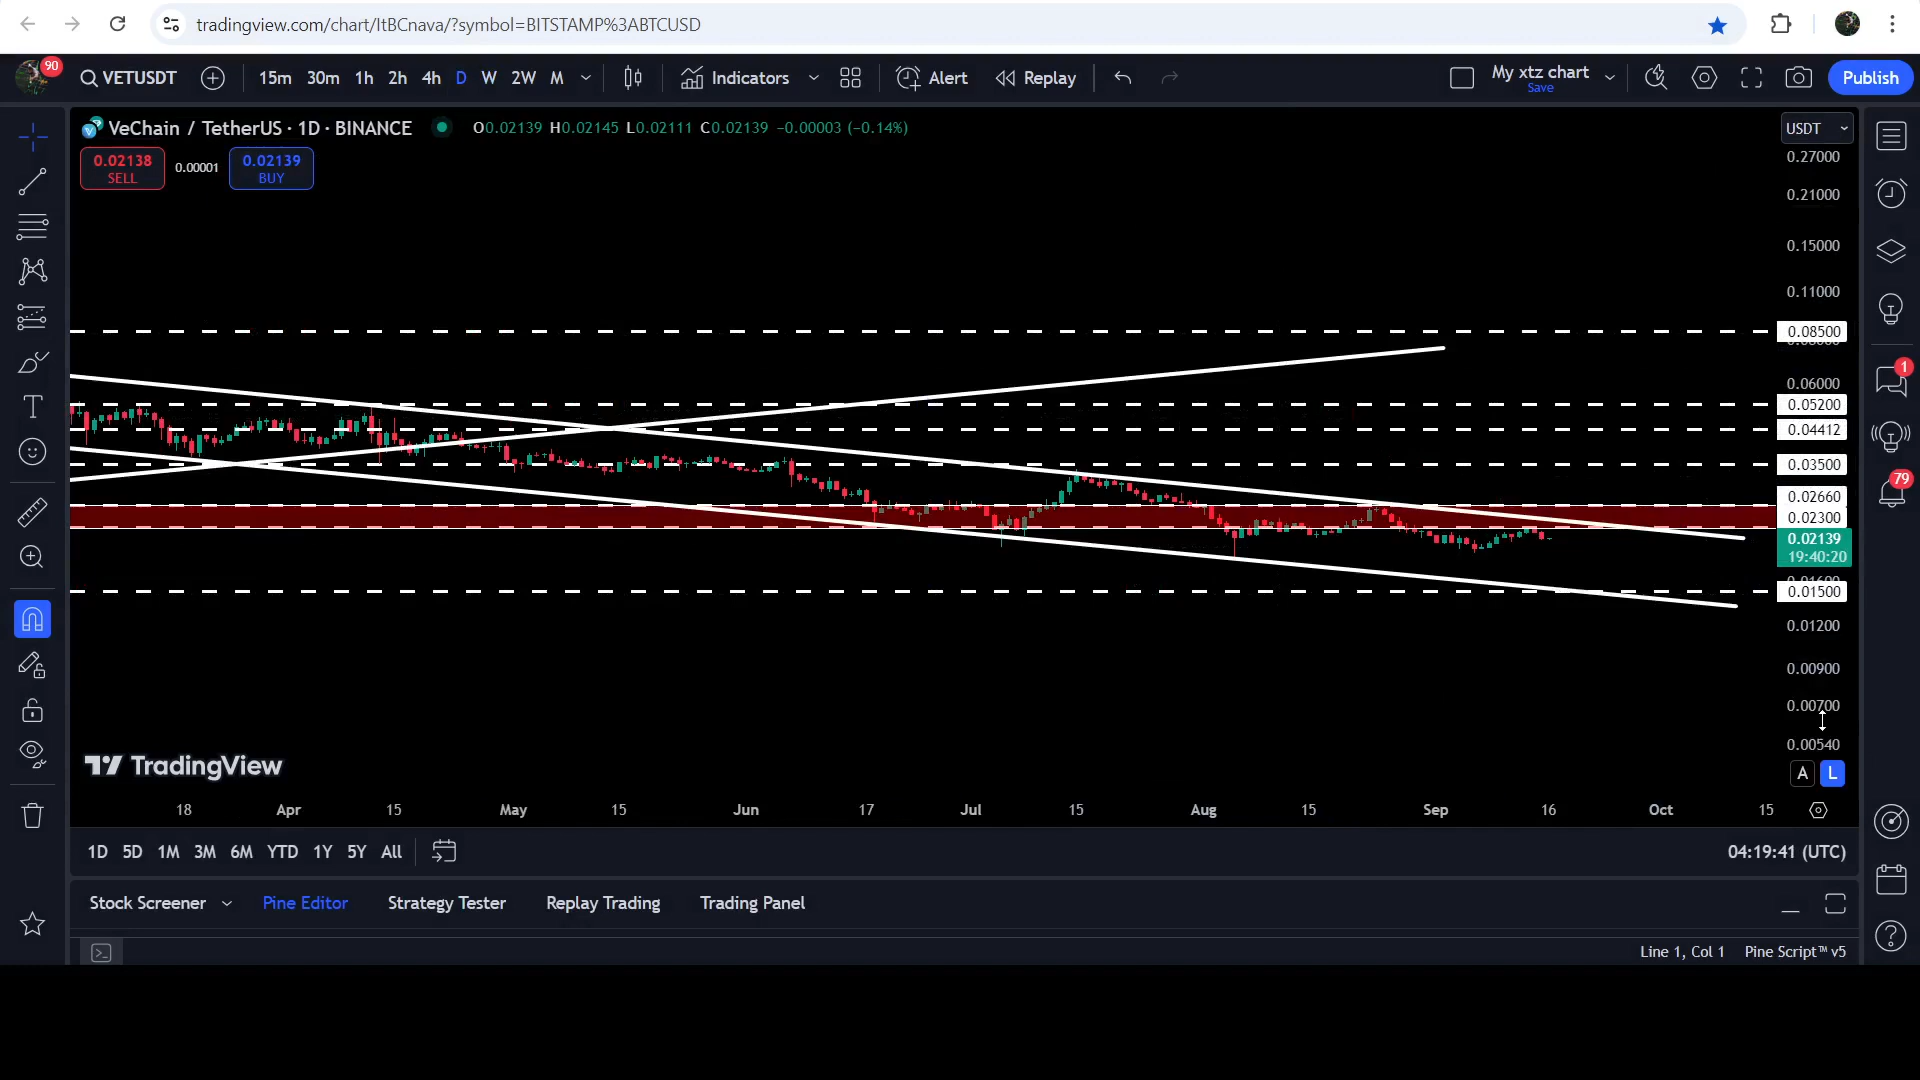 tradingview.com/chart/ItBCnava/?symbol=BITSTAMP%3ABTCUSD
90
VETUSDT
15m 30m 1h 2h 4h D W 2W M
Indicators
Alert
Replay
My xtz chart
Save
Publish
VeChain / TetherUS · 1D · BINANCE
O0.02139 H0.02145 L0.02111 C0.02139 −0.00003 (−0.14%)
0.02138
SELL
0.00001
0.02139
BUY
USDT
0.27000
0.21000
0.15000
0.11000
0.08500
0.06000
0.05200
0.04412
0.03500
0.02660
0.02300
0.02139
19:40:20
0.01500
0.01200
0.00900
0.00700
0.00540
A L
1
79
TradingView
18 Apr 15 May 15 Jun 17 Jul 15 Aug 15 Sep 16 Oct 15
1D 5D 1M 3M 6M YTD 1Y 5Y All
04:19:41 (UTC)
Stock Screener
Pine Editor
Strategy Tester
Replay Trading
Trading Panel
Line 1, Col 1
Pine Script™ v5